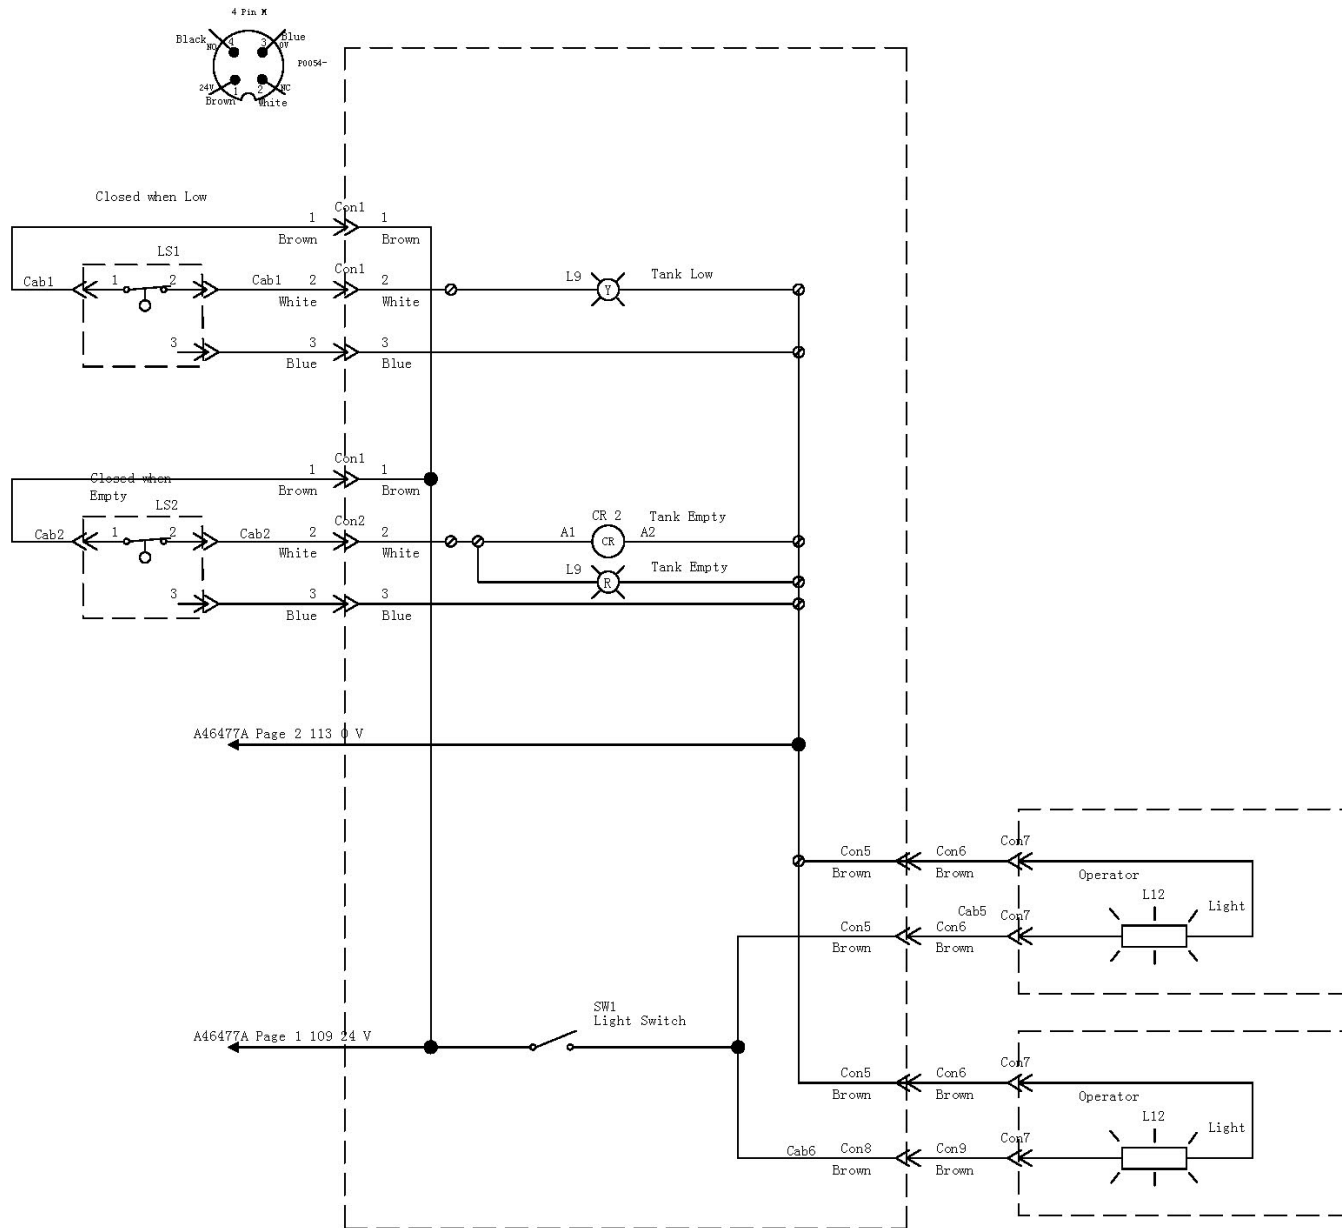 4 Pin M
Black
NO
4
3
Blue
0V
P0054-
24V
1
2
NC
Brown
White
Closed when Low
1
Con1
1
Brown
Brown
LS1
Cab1
1
2
Cab1
2
Con1
2
White
White
L9
Y
Tank Low
3
3
3
Blue
Blue
Closed when
Empty
1
Con1
1
Brown
Brown
LS2
Cab2
1
2
Cab2
2
Con2
2
White
White
CR 2
Tank Empty
A1
CR
A2
L9
R
Tank Empty
3
3
3
Blue
Blue
A46477A Page 2 113 0 V
Con5
Con6
Con7
Brown
Brown
Operator
L12
Light
Cab5
Con5
Con6
Con7
Brown
Brown
SW1
Light Switch
A46477A Page 1 109 24 V
Con5
Con6
Con7
Brown
Brown
Operator
L12
Light
Cab6
Con8
Con9
Con7
Brown
Brown